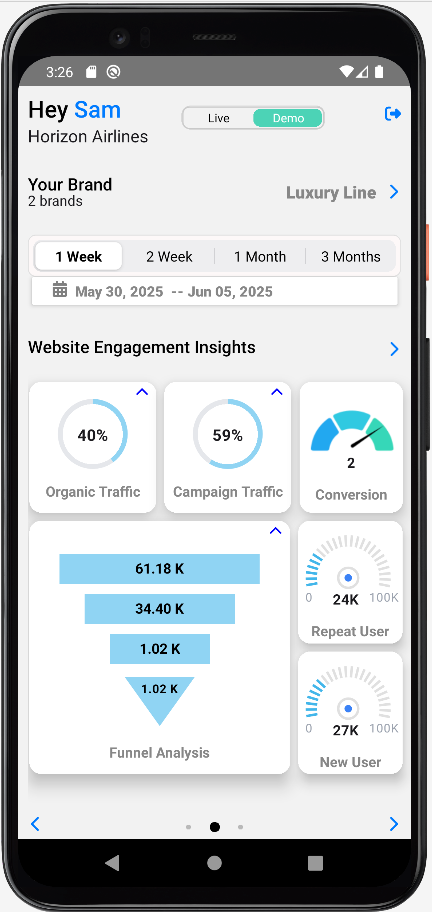 3:26
Hey Sam
Live Demo
Horizon Airlines
Your Brand
2 brands
Luxury Line
1 Week 2 Week 1 Month 3 Months
May 30, 2025 -- Jun 05, 2025
Website Engagement Insights
40%
Organic Traffic
59%
Campaign Traffic
2
Conversion
61.18 K
34.40 K
1.02 K
1.02 K
Funnel Analysis
0 24K 100K
Repeat User
0 27K 100K
New User